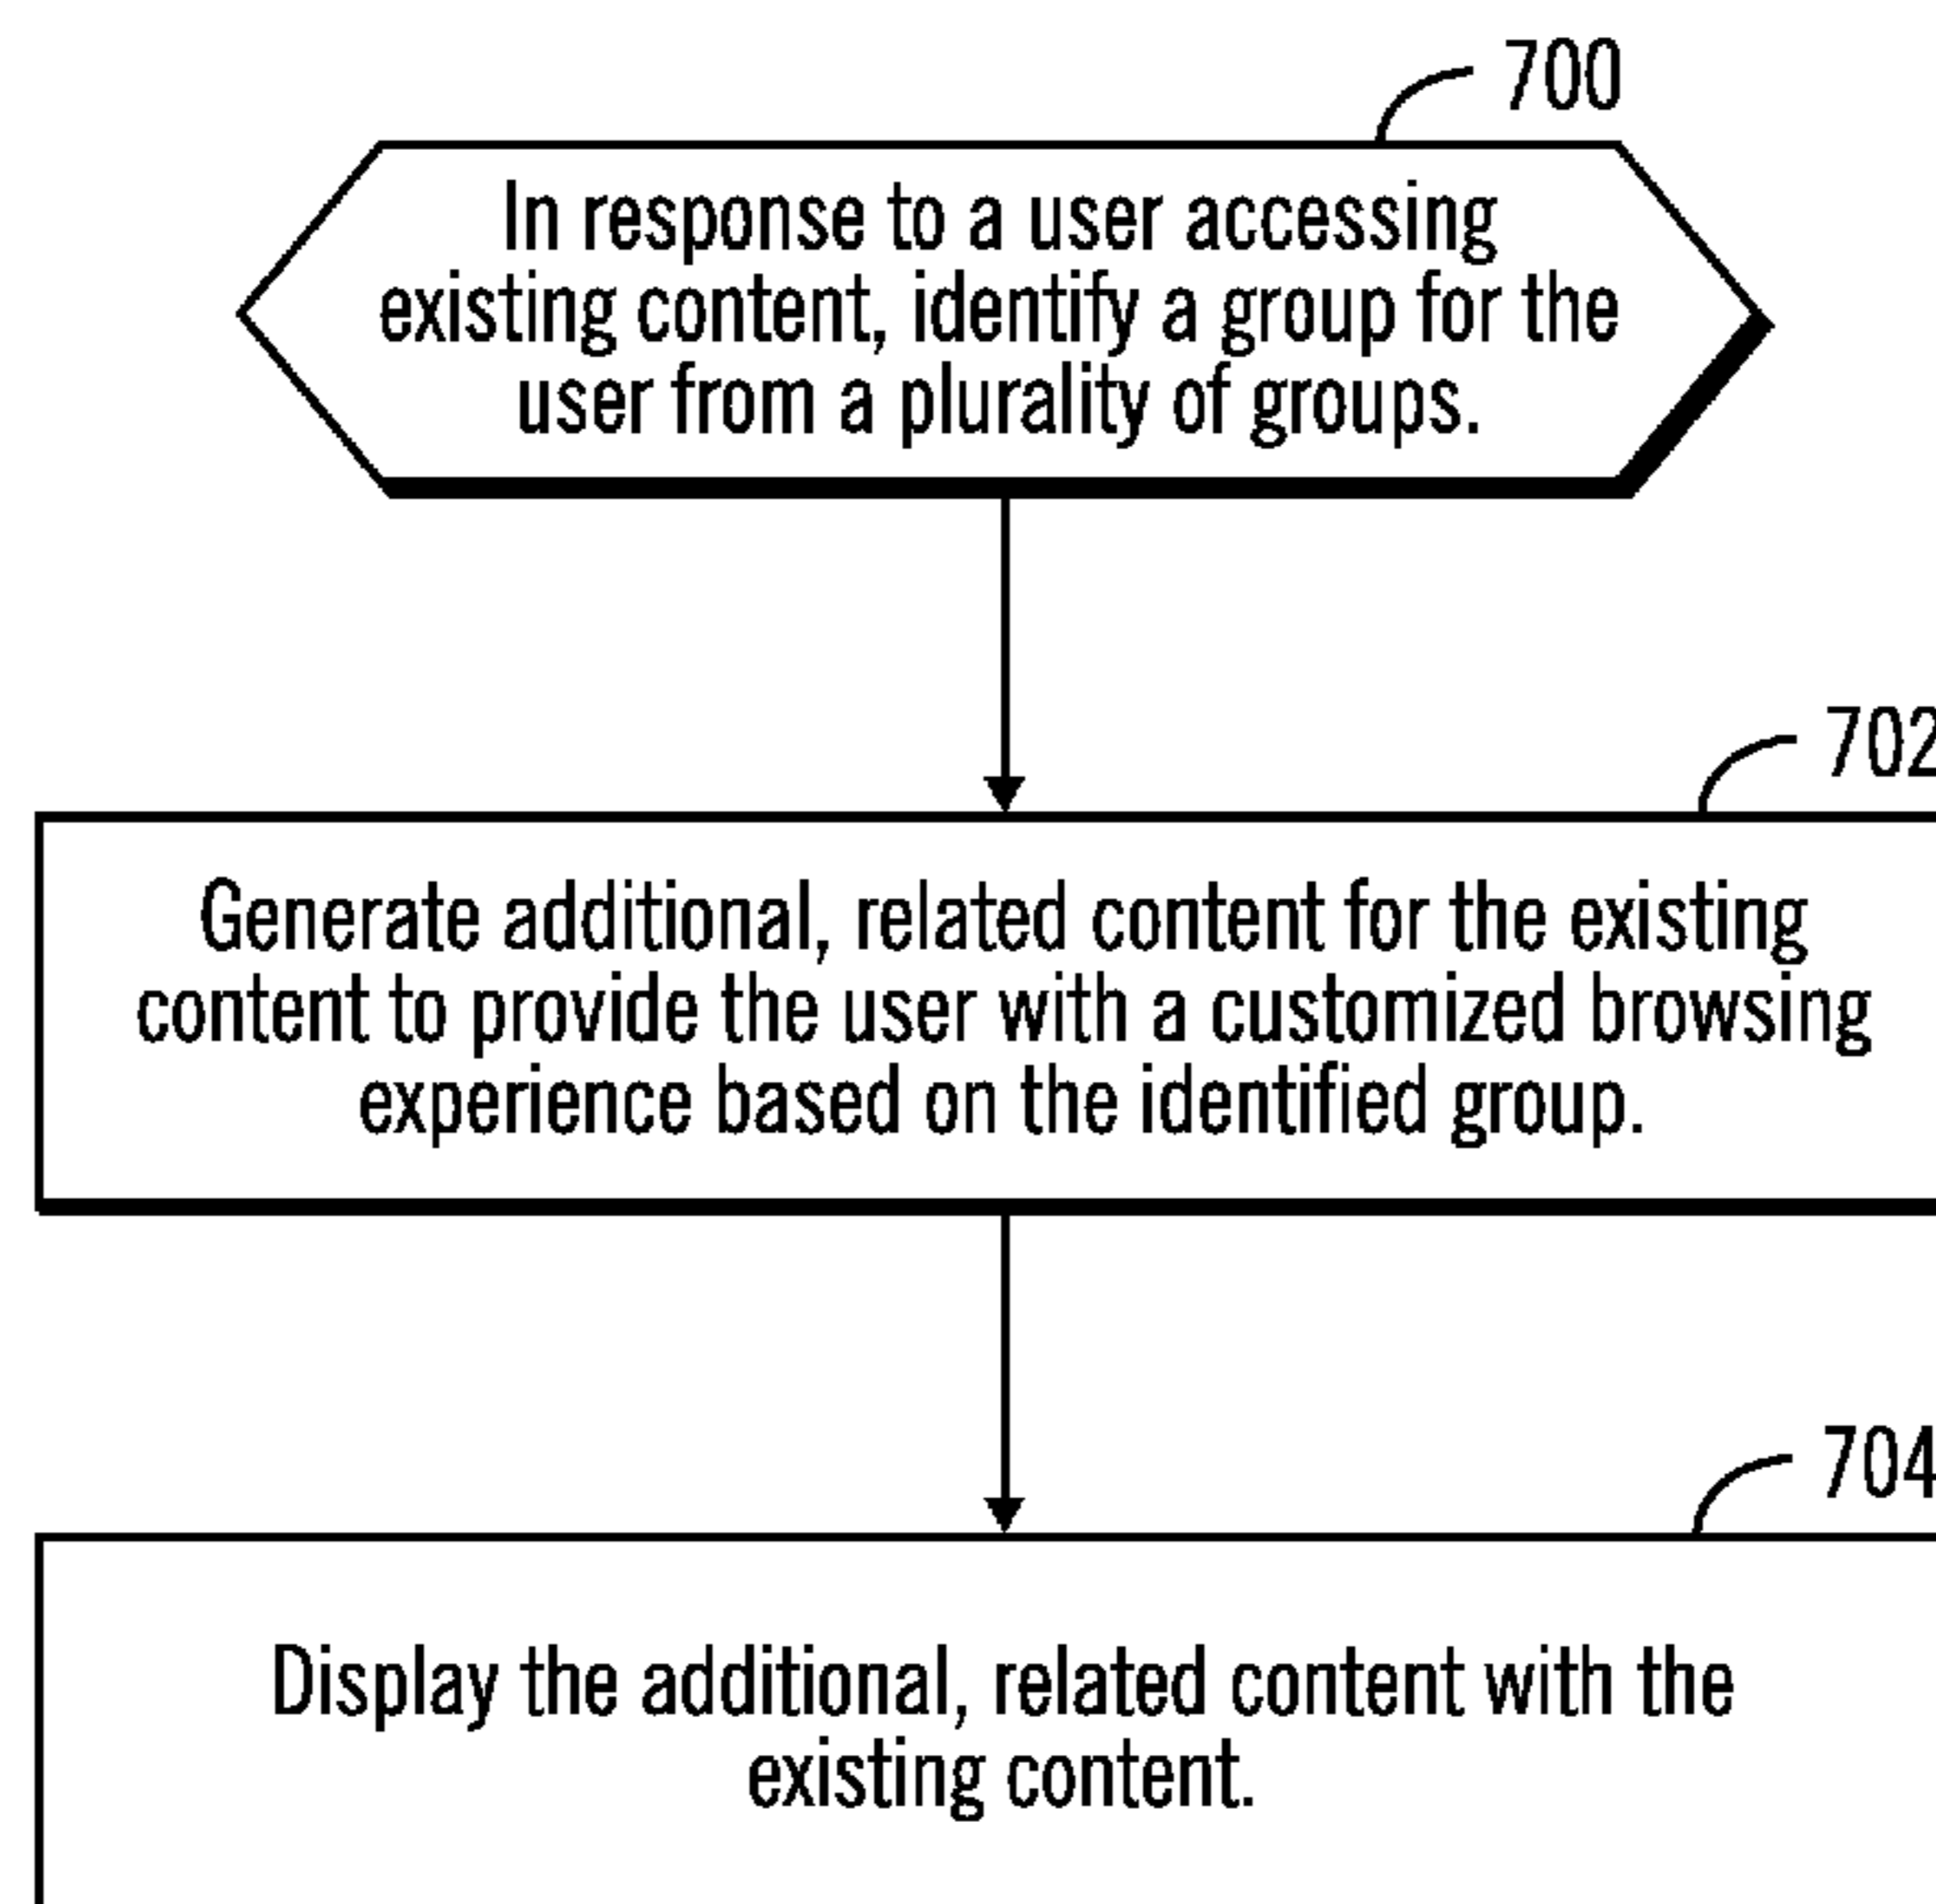 700
In response to a user accessing
existing content, identify a group for the
user from a plurality of groups.
702
Generate additional, related content for the existing
content to provide the user with a customized browsing
experience based on the identified group.
704
Display the additional, related content with the
existing content.